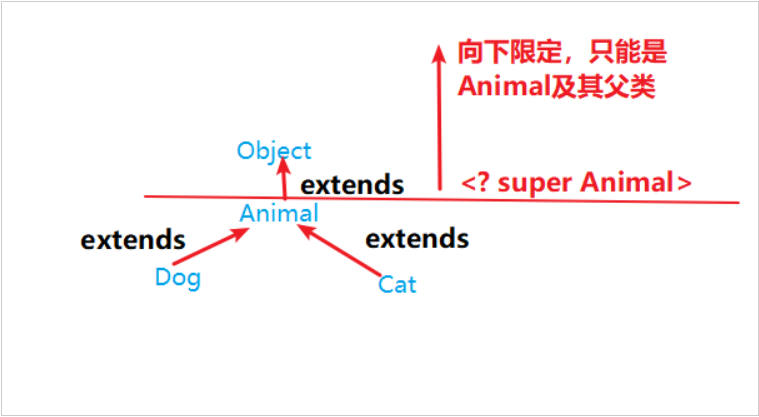 向下限定，只能是
Animal及其父类
Object
extends
<? super Animal>
Animal
extends
extends
Dog
Cat